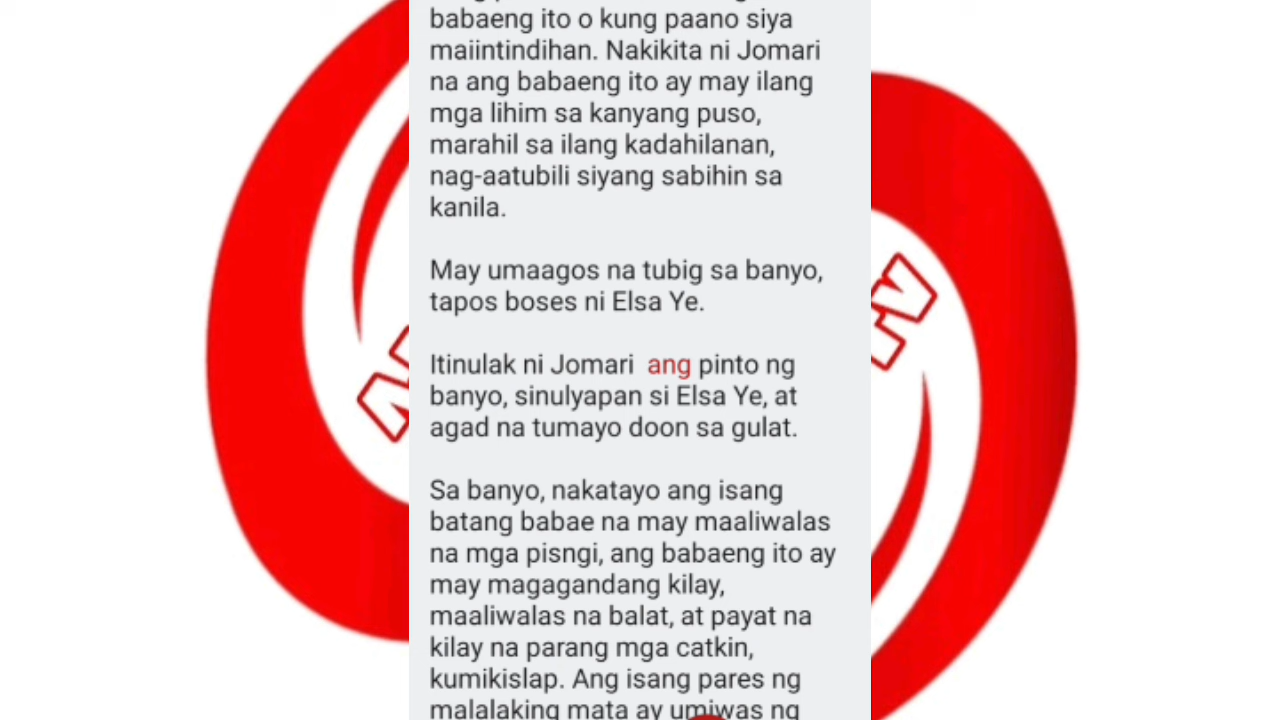 babaeng ito o kung paano siya
maiintindihan. Nakikita ni Jomari
na ang babaeng ito ay may ilang
mga lihim sa kanyang puso,
marahil sa ilang kadahilanan,
nag-aatubili siyang sabihin sa
kanila.
May umaagos na tubig sa banyo,
tapos boses ni Elsa Ye.
Itinulak ni Jomari ang pinto ng
banyo, sinulyapan si Elsa Ye, at
agad na tumayo doon sa gulat.
Sa banyo, nakatayo ang isang
batang babae na may maaliwalas
na mga pisngi, ang babaeng ito ay
may magagandang kilay,
maaliwalas na balat, at payat na
kilay na parang mga catkin,
kumikislap. Ang isang pares ng
malalaking mata ay umiwas ng